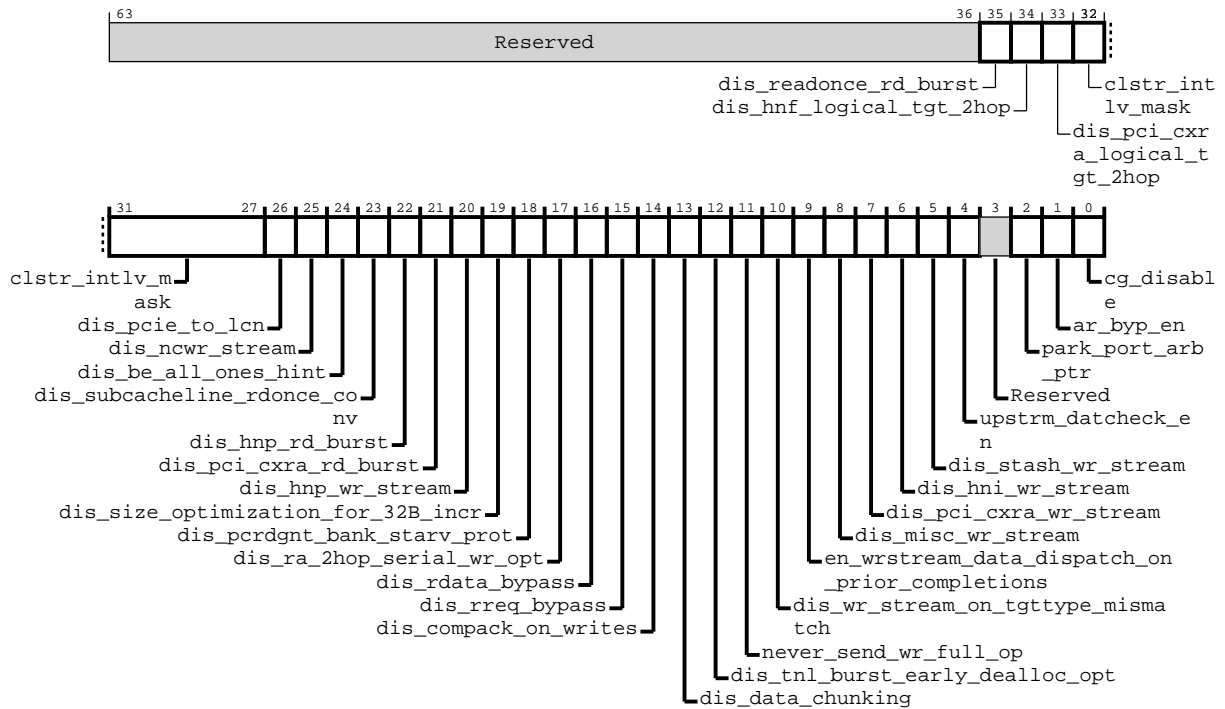 63 36 35 34 33 32
Reserved
dis_readonce_rd_burst clstr_int
dis_hnf_logical_tgt_2hop lv_mask
dis_pci_cxr
a_logical_t
gt_2hop
31 27 26 25 24 23 22 21 20 19 18 17 16 15 14 13 12 11 10 9 8 7 6 5 4 3 2 1 0
clstr_intlv_m cg_disabl
ask e
dis_pcie_to_lcn ar_byp_en
dis_ncwr_stream park_port_arb
dis_be_all_ones_hint _ptr
dis_subcacheline_rdonce_co Reserved
nv upstrm_datcheck_e
dis_hnp_rd_burst n
dis_pci_cxra_rd_burst dis_stash_wr_stream
dis_hnp_wr_stream dis_hni_wr_stream
dis_size_optimization_for_32B_incr dis_pci_cxra_wr_stream
dis_pcrdgnt_bank_starv_prot dis_misc_wr_stream
dis_ra_2hop_serial_wr_opt en_wrstream_data_dispatch_on
dis_rdata_bypass _prior_completions
dis_rreq_bypass dis_wr_stream_on_tgttype_misma
dis_compack_on_writes tch
never_send_wr_full_op
dis_tnl_burst_early_dealloc_opt
dis_data_chunking